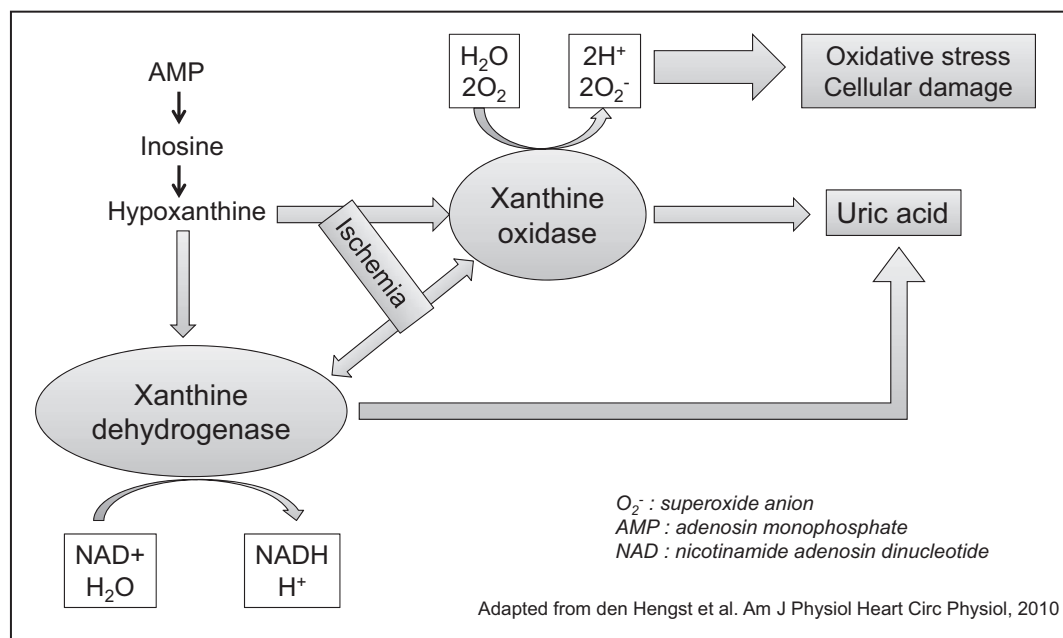 AMP
Inosine
Hypoxanthine
H₂O
2O₂
2H⁺
2O₂⁻
Oxidative stress
Cellular damage
Xanthine
oxidase
Uric acid
Ischemia
Xanthine
dehydrogenase
NAD+
H₂O
NADH
H⁺
O₂⁻ : superoxide anion
AMP : adenosin monophosphate
NAD : nicotinamide adenosin dinucleotide
Adapted from den Hengst et al. Am J Physiol Heart Circ Physiol, 2010